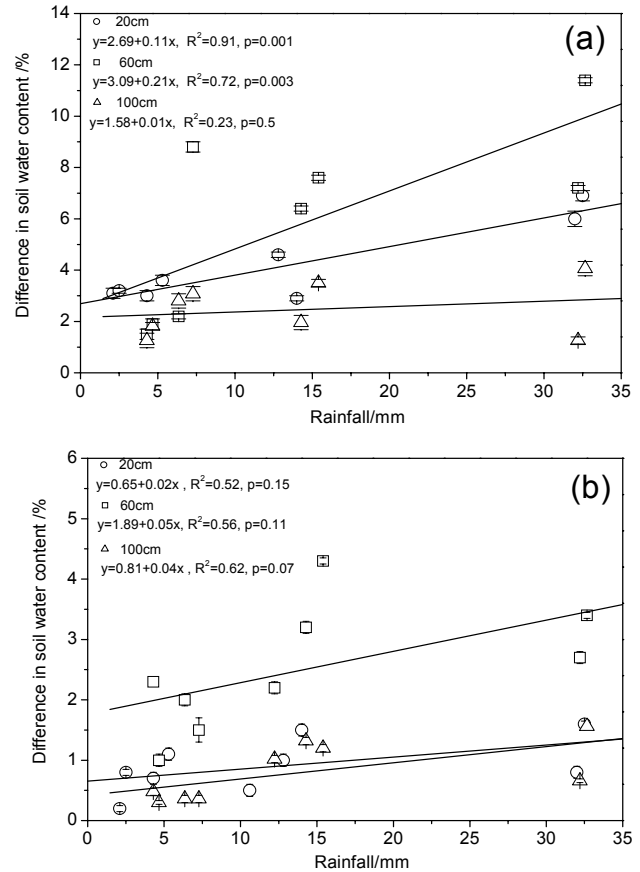 (a)
20cm
y=2.69+0.11x, R²=0.91, p=0.001
60cm
y=3.09+0.21x, R²=0.72, p=0.003
100cm
y=1.58+0.01x, R²=0.23, p=0.5
Difference in soil water content /%
14
12
10
8
6
4
2
0
0 5 10 15 20 25 30 35
Rainfall/mm
(b)
20cm
y=0.65+0.02x , R²=0.52, p=0.15
60cm
y=1.89+0.05x, R²=0.56, p=0.11
100cm
y=0.81+0.04x , R²=0.62, p=0.07
Difference in soil water content /%
6
5
4
3
2
1
0
0 5 10 15 20 25 30 35
Rainfall/mm